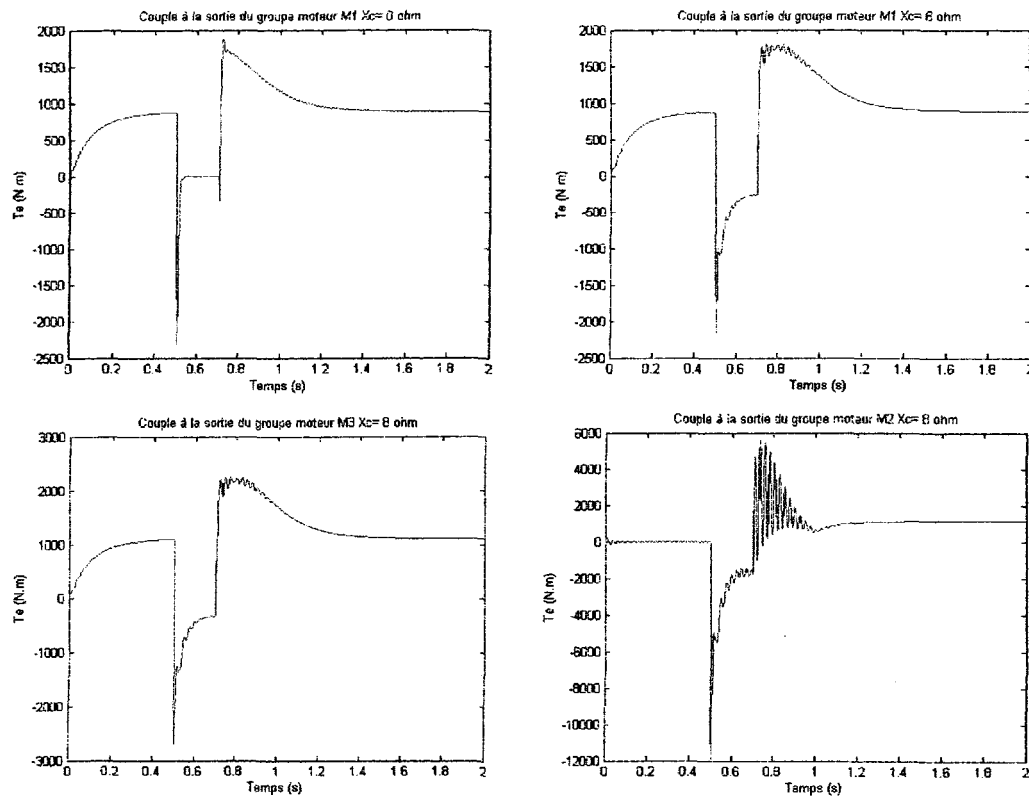 Couple à la sortie du groupe moteur M1 Xc= 0 ohm
2000
1500
1000
500
0
-500
-1000
-1500
-2000
-2500
Te (N.m)
0 0.2 0.4 0.6 0.8 1 1.2 1.4 1.6 1.8 2
Temps (s)
Couple à la sortie du groupe moteur M1 Xc= 6 ohm
2000
1500
1000
500
0
-500
-1000
-1500
-2000
-2500
Te (N.m)
0 0.2 0.4 0.6 0.8 1 1.2 1.4 1.6 1.8 2
Temps (s)
Couple à la sortie du groupe moteur M3 Xc= 6 ohm
3000
2000
1000
0
-1000
-2000
-3000
Te (N.m)
0 0.2 0.4 0.6 0.8 1 1.2 1.4 1.6 1.8 2
Temps (s)
Couple à la sortie du groupe moteur M2 Xc= 6 ohm
6000
4000
2000
0
-2000
-4000
-6000
-8000
-10000
-12000
Te (N.m)
0 0.2 0.4 0.6 0.8 1 1.2 1.4 1.6 1.8 2
Temps (s)